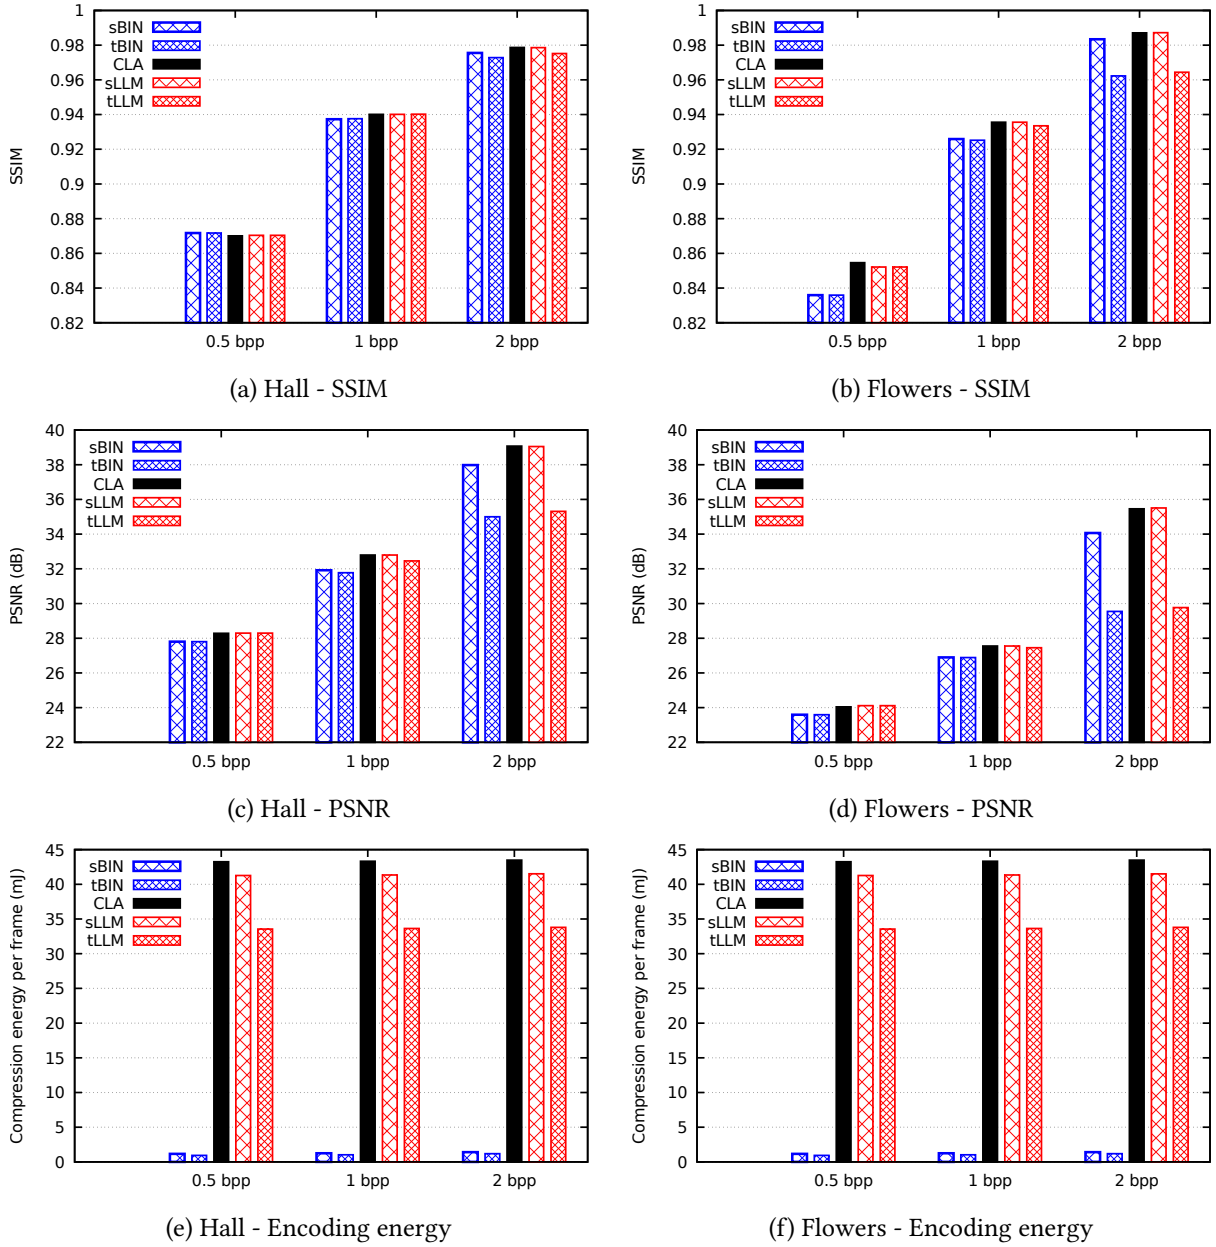 1
0.98
0.96
0.94
0.92
0.9
0.88
0.86
0.84
0.82
SSIM
sBIN
tBIN
CLA
sLLM
tLLM
0.5 bpp
1 bpp
2 bpp
(a) Hall - SSIM
1
0.98
0.96
0.94
0.92
0.9
0.88
0.86
0.84
0.82
SSIM
sBIN
tBIN
CLA
sLLM
tLLM
0.5 bpp
1 bpp
2 bpp
(b) Flowers - SSIM
40
38
36
34
32
30
28
26
24
22
PSNR (dB)
sBIN
tBIN
CLA
sLLM
tLLM
0.5 bpp
1 bpp
2 bpp
(c) Hall - PSNR
40
38
36
34
32
30
28
26
24
22
PSNR (dB)
sBIN
tBIN
CLA
sLLM
tLLM
0.5 bpp
1 bpp
2 bpp
(d) Flowers - PSNR
45
40
35
30
25
20
15
10
5
0
Compression energy per frame (mJ)
sBIN
tBIN
CLA
sLLM
tLLM
0.5 bpp
1 bpp
2 bpp
(e) Hall - Encoding energy
45
40
35
30
25
20
15
10
5
0
Compression energy per frame (mJ)
sBIN
tBIN
CLA
sLLM
tLLM
0.5 bpp
1 bpp
2 bpp
(f) Flowers - Encoding energy